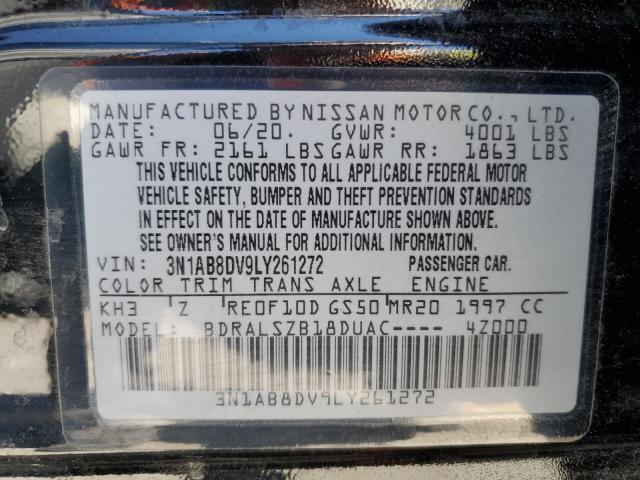 MANUFACTURED BY NISSAN MOTOR CO., LTD.
DATE: 06/20. GVWR: 4001 LBS
GAWR FR: 2161 LBS GAWR RR: 1863 LBS
THIS VEHICLE CONFORMS TO ALL APPLICABLE FEDERAL MOTOR
VEHICLE SAFETY, BUMPER AND THEFT PREVENTION STANDARDS
IN EFFECT ON THE DATE OF MANUFACTURE SHOWN ABOVE.
SEE OWNER'S MANUAL FOR ADDITIONAL INFORMATION.
VIN: 3N1AB8DV9LY261272 PASSENGER CAR.
COLOR TRIM TRANS AXLE ENGINE
KH3 Z RE0F10D GS50 MR20 1997 CC
MODEL: BDRALSZB18DUAC---- 4Z000
3N1AB8DV9LY261272